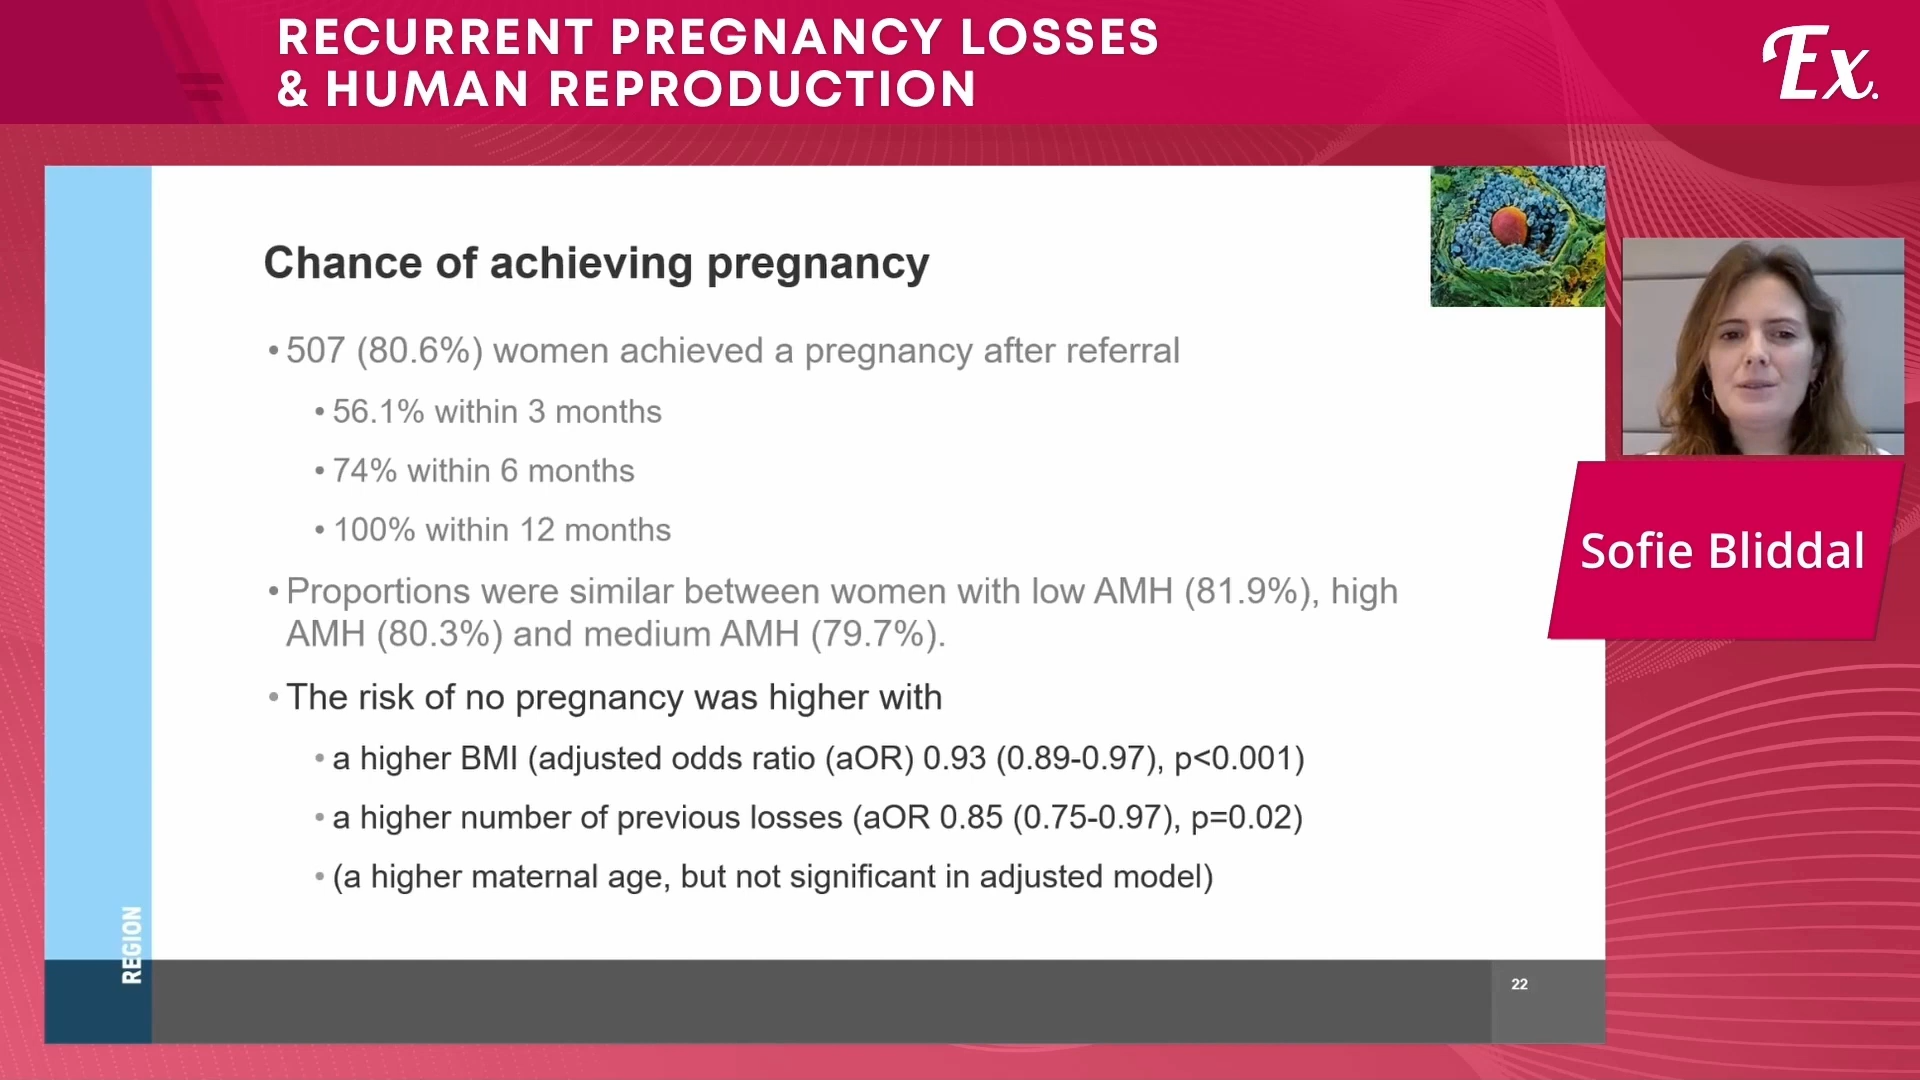 RECURRENT PREGNANCY LOSSES
& HUMAN REPRODUCTION
Ex.
Chance of achieving pregnancy
• 507 (80.6%) women achieved a pregnancy after referral
• 56.1% within 3 months
• 74% within 6 months
• 100% within 12 months
• Proportions were similar between women with low AMH (81.9%), high
AMH (80.3%) and medium AMH (79.7%).
• The risk of no pregnancy was higher with
• a higher BMI (adjusted odds ratio (aOR) 0.93 (0.89-0.97), p<0.001)
• a higher number of previous losses (aOR 0.85 (0.75-0.97), p=0.02)
• (a higher maternal age, but not significant in adjusted model)
Sofie Bliddal
REGION
22